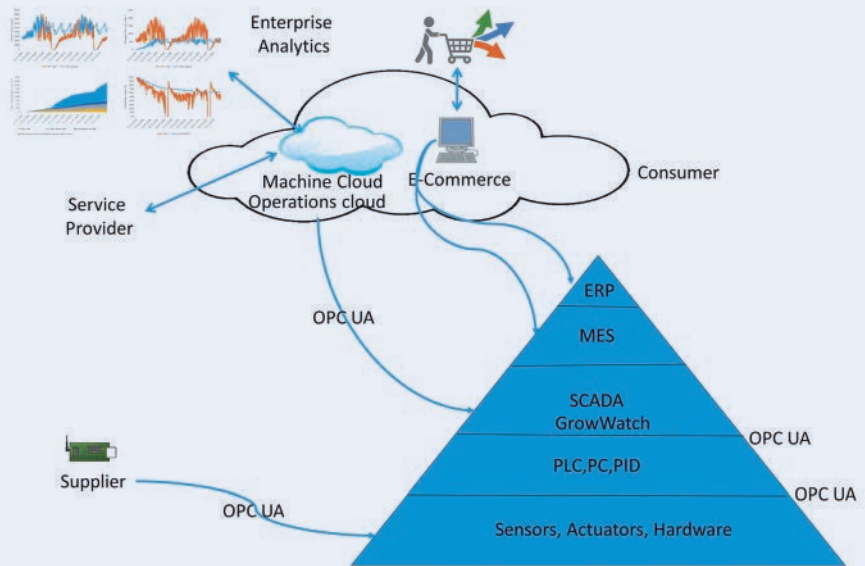 Enterprise
Analytics
Consumer
Machine Cloud
Operations cloud
E-Commerce
Service
Provider
ERP
OPC UA
MES
SCADA
GrowWatch
OPC UA
PLC,PC,PID
Supplier
OPC UA
OPC UA
Sensors, Actuators, Hardware